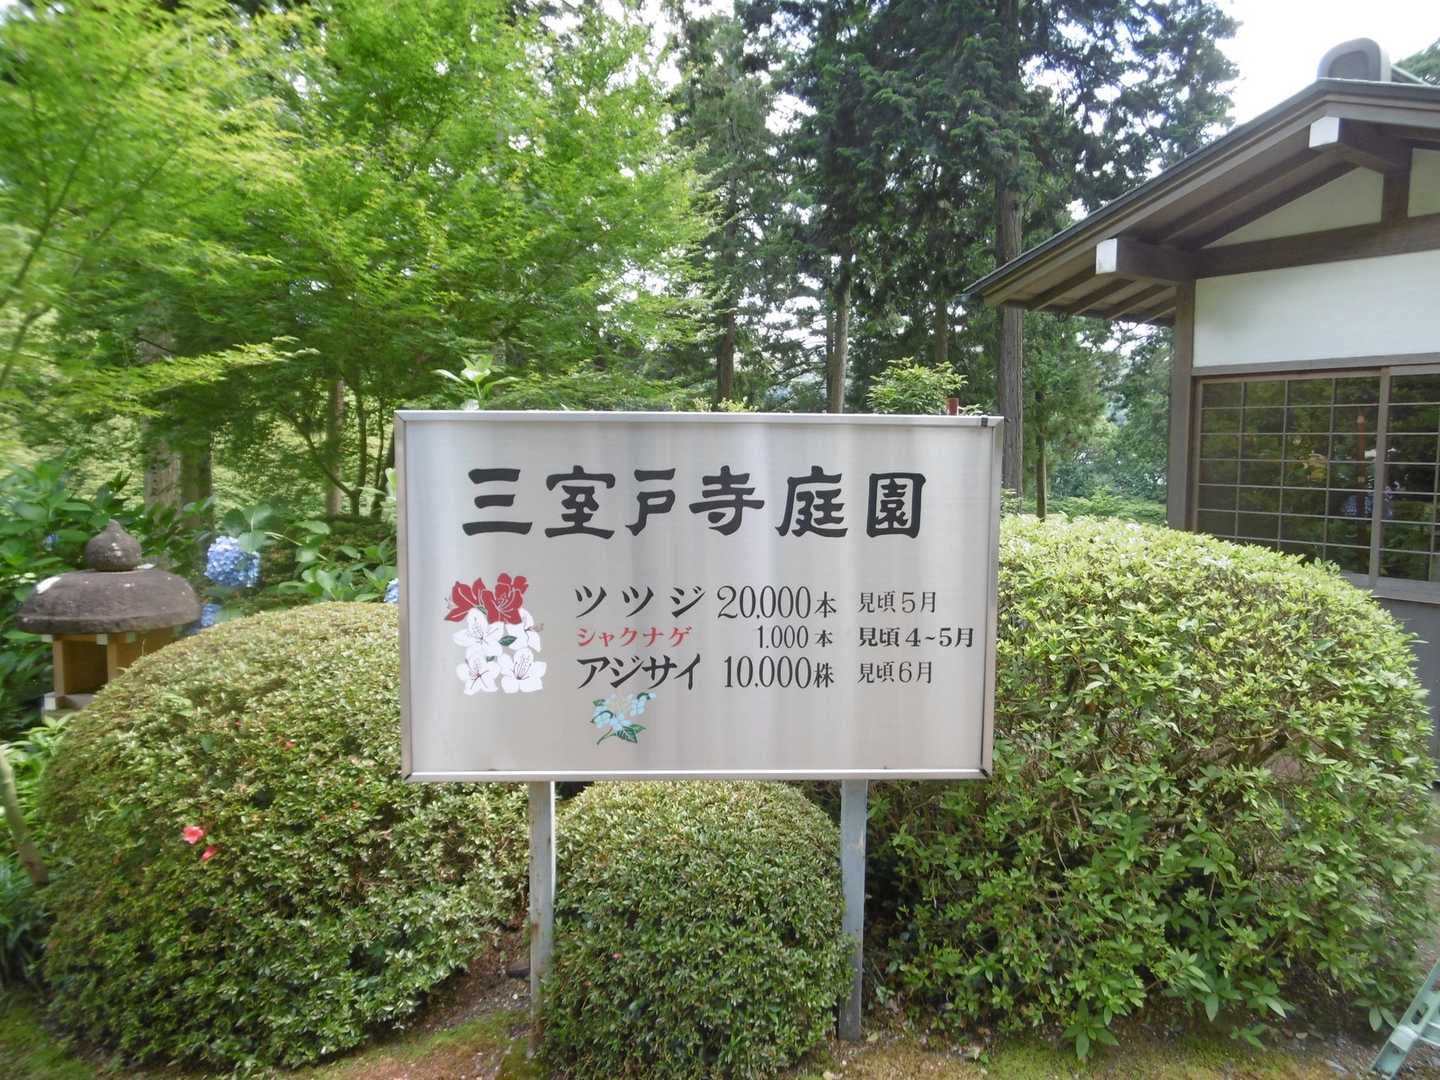 三室戸寺庭園
ツツジ 20,000本 見頃5月
シャクナゲ 1,000本 見頃4~5月
アジサイ 10,000株 見頃6月